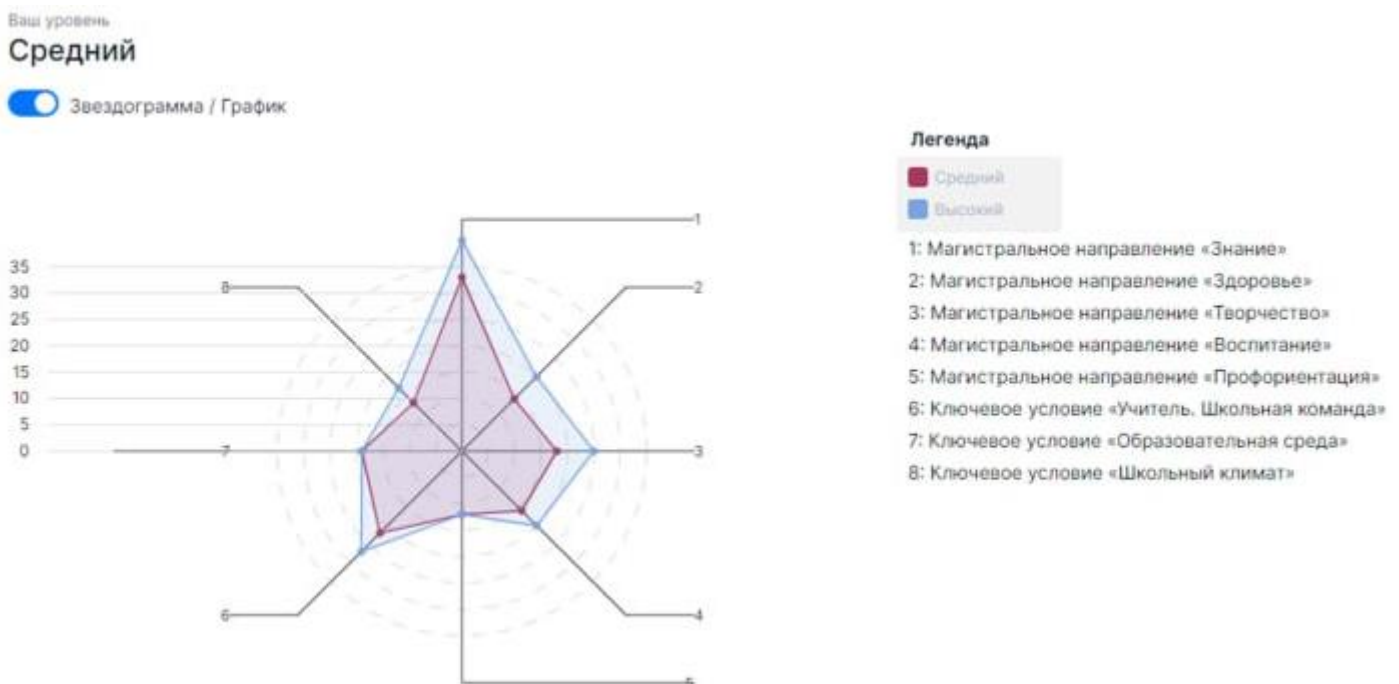 Ваш уровень
Средний
Звездограмма / График
Легенда
Средний
Высокий
1: Магистральное направление «Знание»
2: Магистральное направление «Здоровье»
3: Магистральное направление «Творчество»
4: Магистральное направление «Воспитание»
5: Магистральное направление «Профориентация»
6: Ключевое условие «Учитель. Школьная команда»
7: Ключевое условие «Образовательная среда»
8: Ключевое условие «Школьный климат»
1
35
30
8
2
25
20
15
10
5
0
7
3
6
4
5